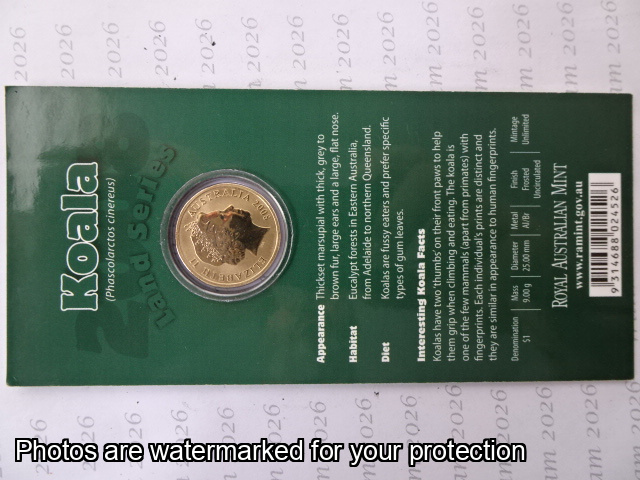 Koala
(Phascolarctos cinereus)
Land Series
AUSTRALIA 2008
ELIZABETH II
Appearance Thickset marsupial with thick, grey to
brown fur, large ears and a large, flat nose.
Habitat Eucalypt forests in Eastern Australia,
from Adelaide to northern Queensland.
Diet Koalas are fussy eaters and prefer specific
types of gum leaves.
Interesting Koala Facts
Koalas have two 'thumbs' on their front paws to help
them grip when climbing and eating. The koala is
one of the few mammals (apart from primates) with
fingerprints. Each individual's prints are distinct and
they are similar in appearance to human fingerprints.
Denomination Mass Diameter Metal Finish Mintage
$1 9.00 g 25.00 mm Al/Br Frosted Unlimited
Uncirculated
ROYAL AUSTRALIAN MINT
www.ramint.gov.au
9 314688 024526
Photos are watermarked for your protection